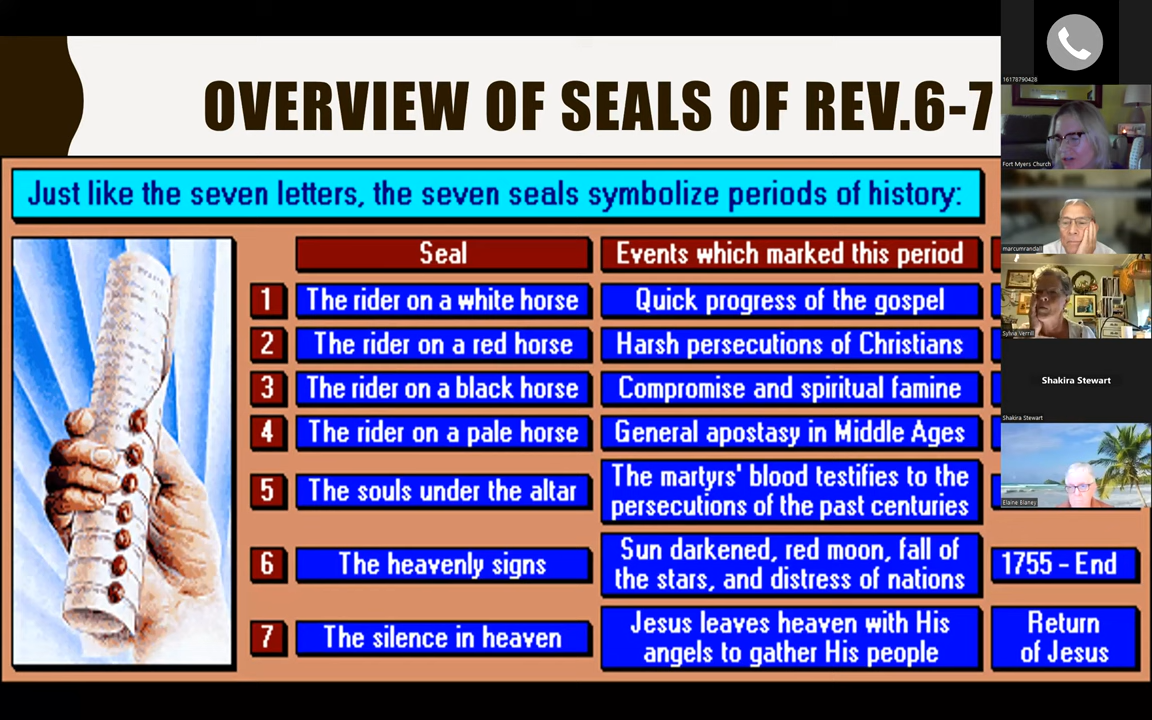 OVERVIEW OF SEALS OF REV.6-7
Just like the seven letters, the seven seals symbolize periods of history:
Seal
Events which marked this period
1
The rider on a white horse
Quick progress of the gospel
2
The rider on a red horse
Harsh persecutions of Christians
3
The rider on a black horse
Compromise and spiritual famine
4
The rider on a pale horse
General apostasy in Middle Ages
5
The souls under the altar
The martyrs' blood testifies to the
persecutions of the past centuries
6
The heavenly signs
Sun darkened, red moon, fall of
the stars, and distress of nations
1755 - End
7
The silence in heaven
Jesus leaves heaven with His
angels to gather His people
Return
of Jesus
16178790428
Fort Myers Church
marcumrandall
Sylvia Verrill
Shakira Stewart
Shakira Stewart
Elaine Blaney